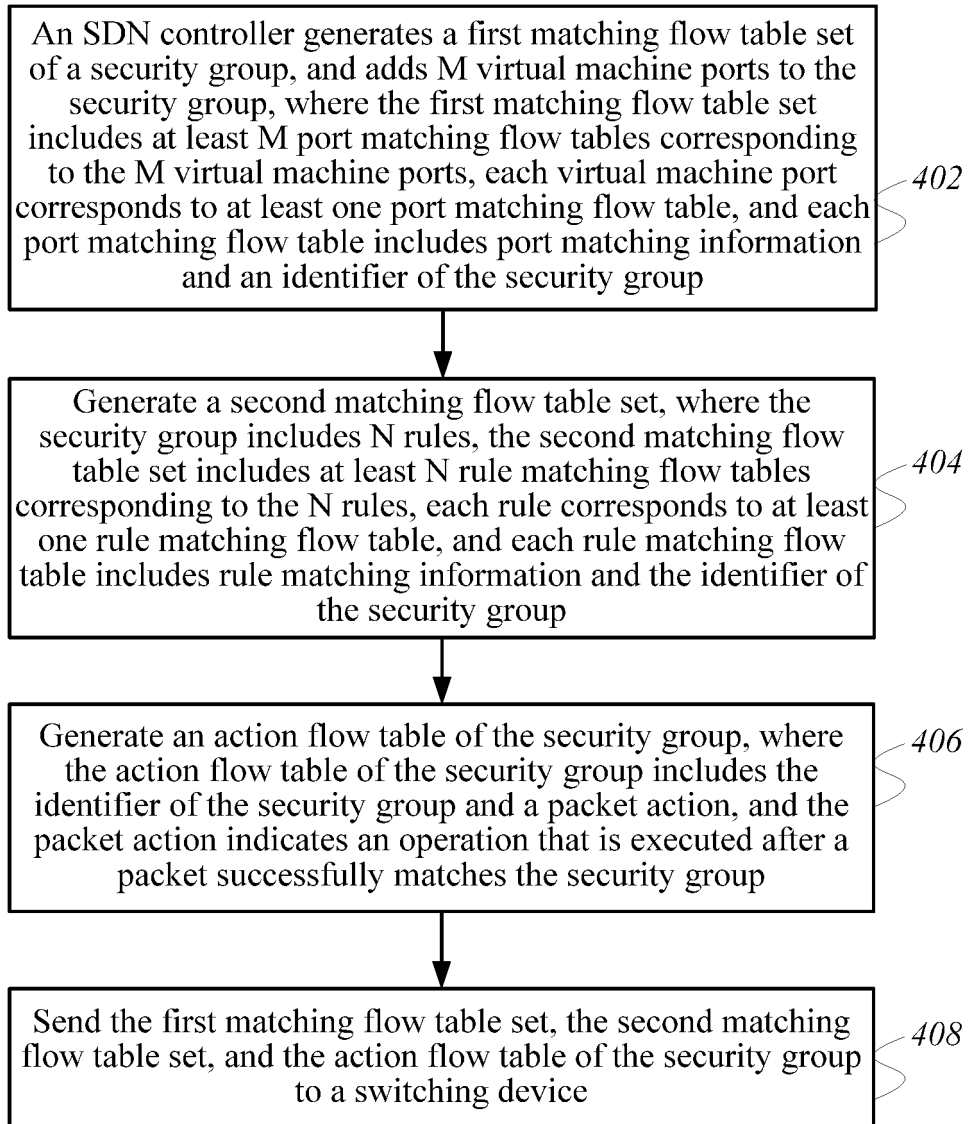 An SDN controller generates a first matching flow table set
of a security group, and adds M virtual machine ports to the
security group, where the first matching flow table set
includes at least M port matching flow tables corresponding
to the M virtual machine ports, each virtual machine port
corresponds to at least one port matching flow table, and each
port matching flow table includes port matching information
and an identifier of the security group
402
Generate a second matching flow table set, where the
security group includes N rules, the second matching flow
table set includes at least N rule matching flow tables
corresponding to the N rules, each rule corresponds to at least
one rule matching flow table, and each rule matching flow
table includes rule matching information and the identifier of
the security group
404
Generate an action flow table of the security group, where
the action flow table of the security group includes the
identifier of the security group and a packet action, and the
packet action indicates an operation that is executed after a
packet successfully matches the security group
406
Send the first matching flow table set, the second matching
flow table set, and the action flow table of the security group
to a switching device
408